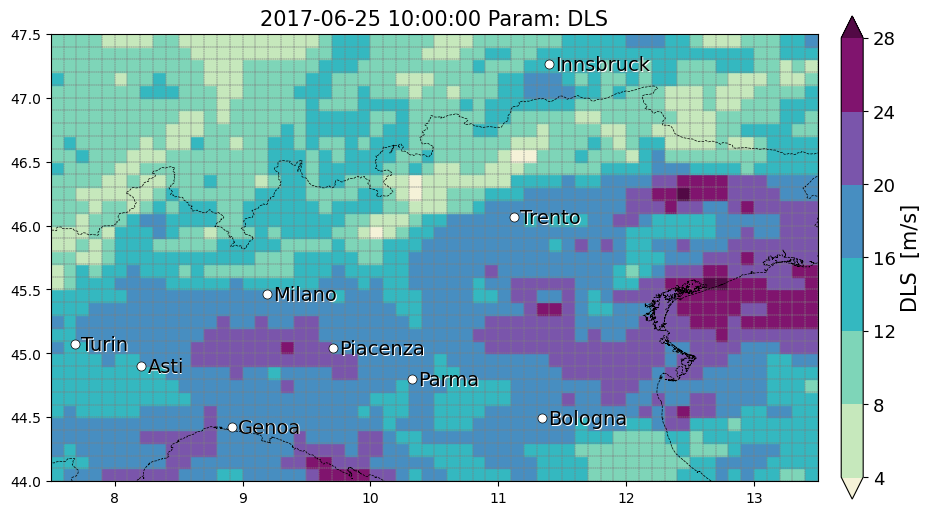 2017-06-25 10:00:00 Param: DLS
47.5
47.0
46.5
46.0
45.5
45.0
44.5
44.0
8
9
10
11
12
13
Innsbruck
Trento
Milano
Turin
Asti
Piacenza
Parma
Genoa
Bologna
28
24
20
16
12
8
4
DLS [m/s]